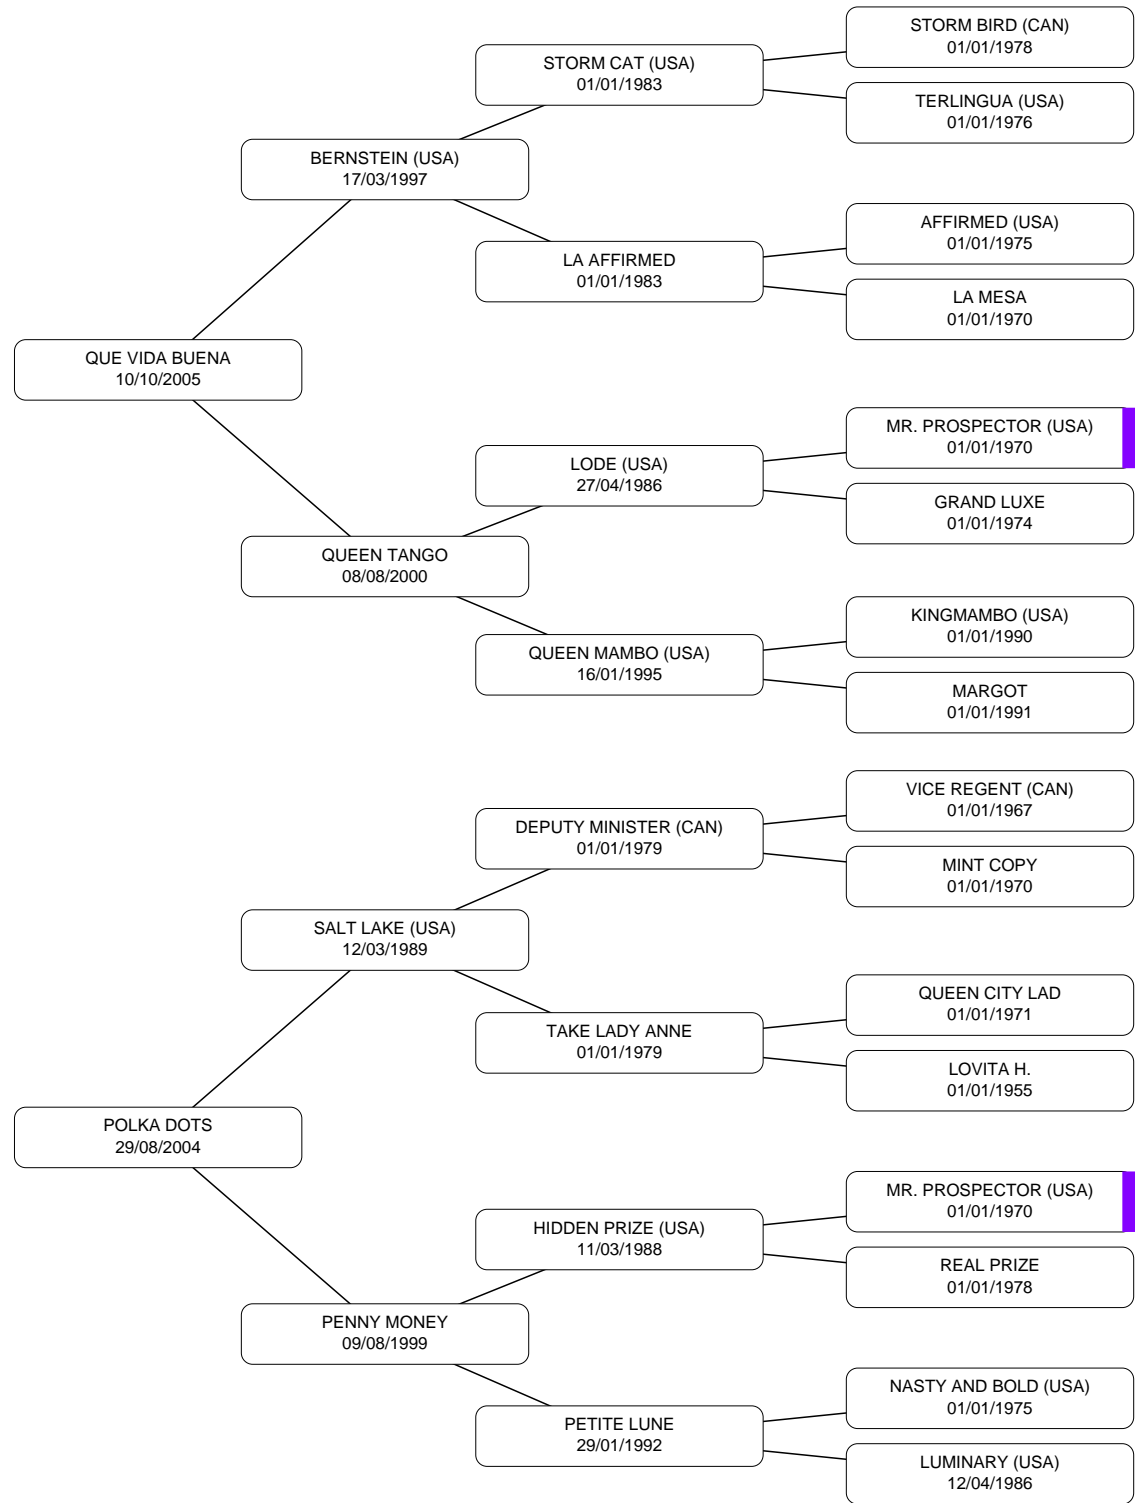 STORM BIRD (CAN)
01/01/1978
STORM CAT (USA)
01/01/1983
TERLINGUA (USA)
01/01/1976
BERNSTEIN (USA)
17/03/1997
AFFIRMED (USA)
01/01/1975
LA AFFIRMED
01/01/1983
LA MESA
01/01/1970
QUE VIDA BUENA
10/10/2005
MR. PROSPECTOR (USA)
01/01/1970
LODE (USA)
27/04/1986
GRAND LUXE
01/01/1974
QUEEN TANGO
08/08/2000
KINGMAMBO (USA)
01/01/1990
QUEEN MAMBO (USA)
16/01/1995
MARGOT
01/01/1991
VICE REGENT (CAN)
01/01/1967
DEPUTY MINISTER (CAN)
01/01/1979
MINT COPY
01/01/1970
SALT LAKE (USA)
12/03/1989
QUEEN CITY LAD
01/01/1971
TAKE LADY ANNE
01/01/1979
LOVITA H.
01/01/1955
POLKA DOTS
29/08/2004
MR. PROSPECTOR (USA)
01/01/1970
HIDDEN PRIZE (USA)
11/03/1988
REAL PRIZE
01/01/1978
PENNY MONEY
09/08/1999
NASTY AND BOLD (USA)
01/01/1975
PETITE LUNE
29/01/1992
LUMINARY (USA)
12/04/1986